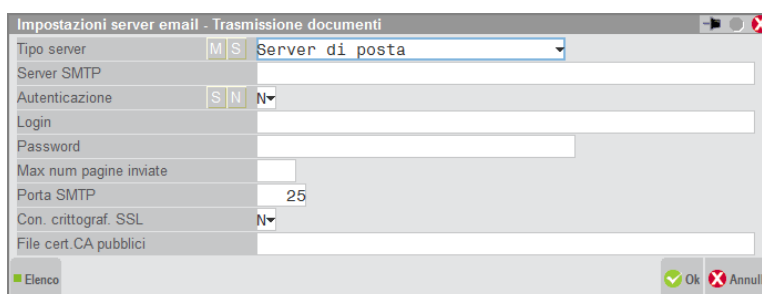 Impostazioni server email - Trasmissione documenti
Tipo server M S Server di posta
Server SMTP
Autenticazione S N N
Login
Password
Max num pagine inviate
Porta SMTP 25
Con. crittograf. SSL N
File cert.CA pubblici
Elenco Ok Annull